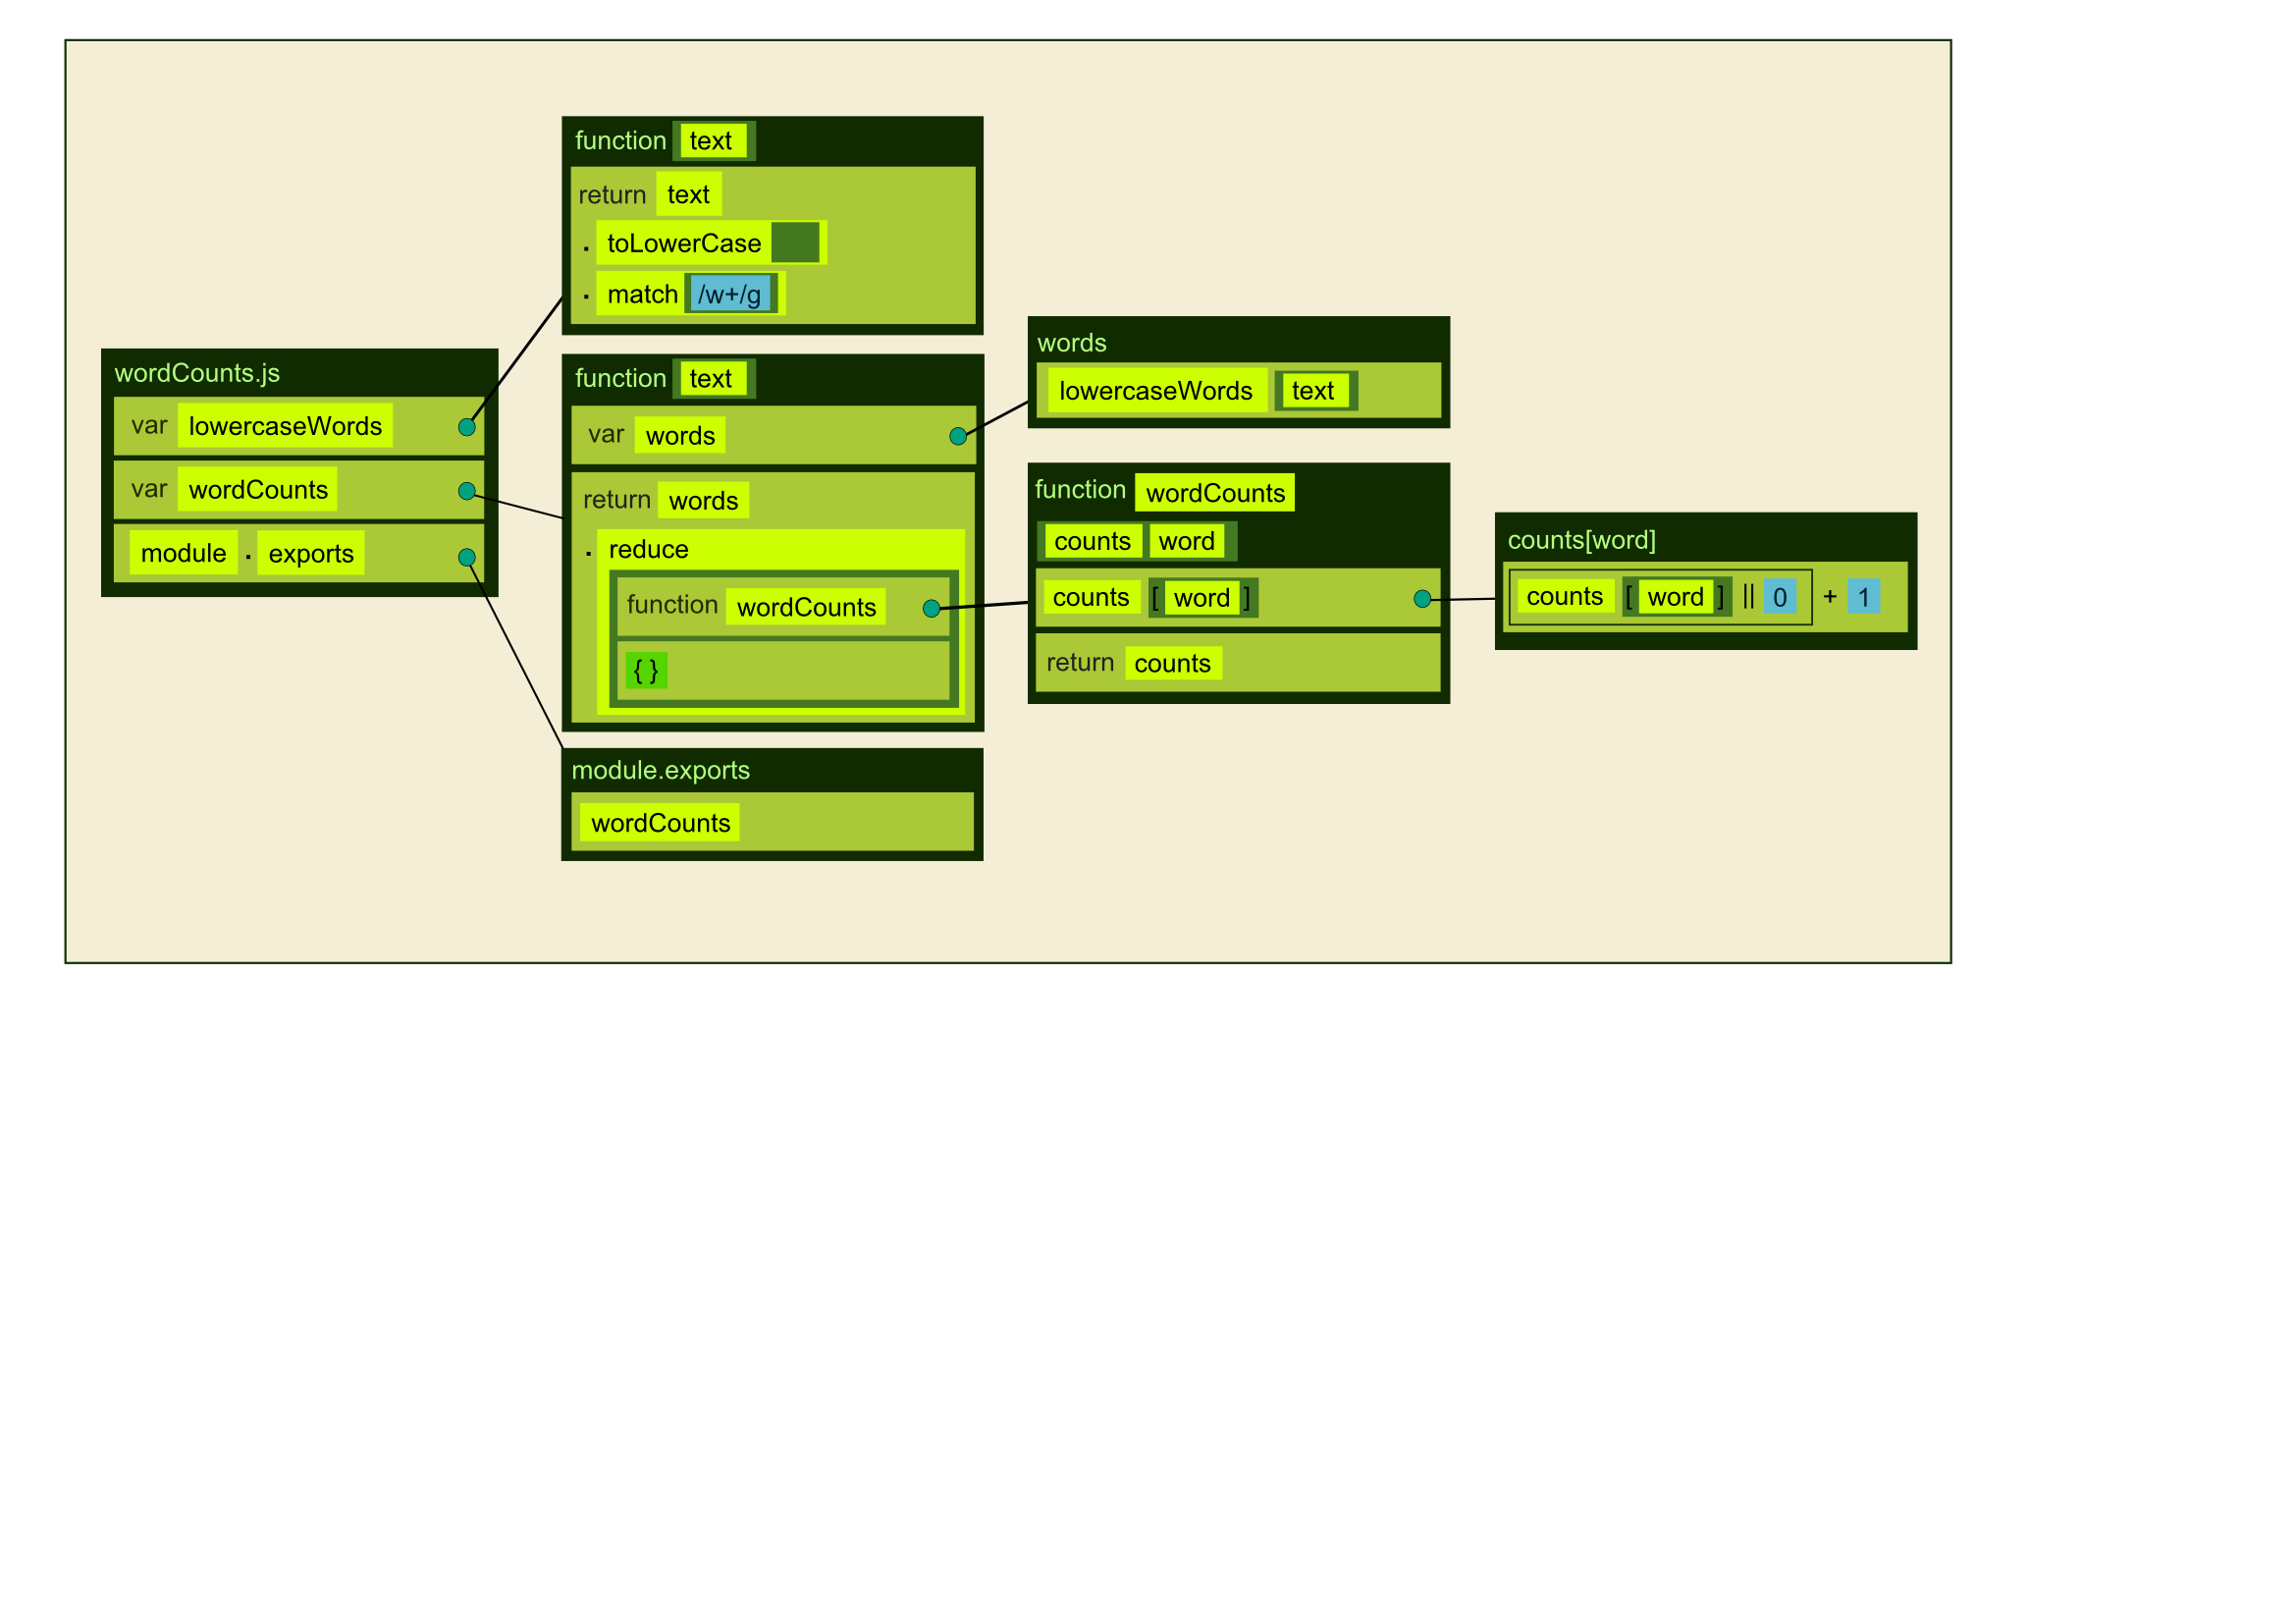 function text
return text
. toLowerCase
. match /w+/g
wordCounts.js
var lowercaseWords
var wordCounts
module . exports
function text
var words
return words
. reduce
function wordCounts
{ }
module.exports
wordCounts
words
lowercaseWords text
function wordCounts
counts word
counts [ word ]
return counts
counts[word]
counts [ word ] || 0 + 1